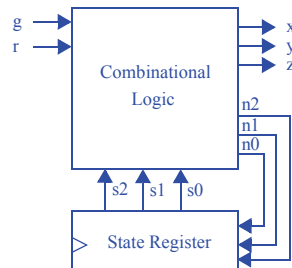 g
r
Combinational
Logic
x
y
z
n2
n1
n0
s2 s1 s0
State Register